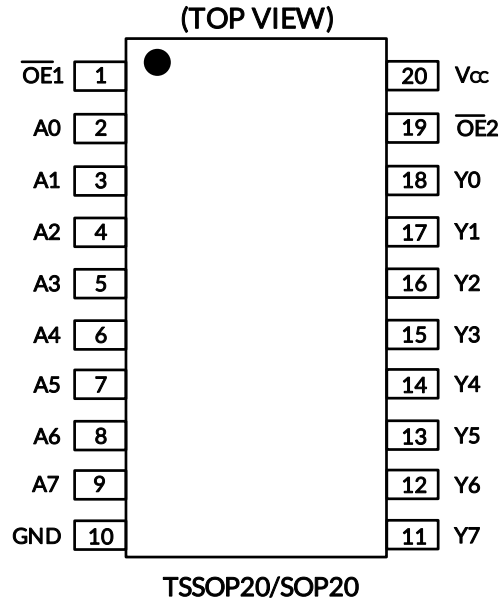 (TOP VIEW)
O̅E̅1 1 20 Vcc
A0 2 19 O̅E̅2
A1 3 18 Y0
A2 4 17 Y1
A3 5 16 Y2
A4 6 15 Y3
A5 7 14 Y4
A6 8 13 Y5
A7 9 12 Y6
GND 10 11 Y7
TSSOP20/SOP20